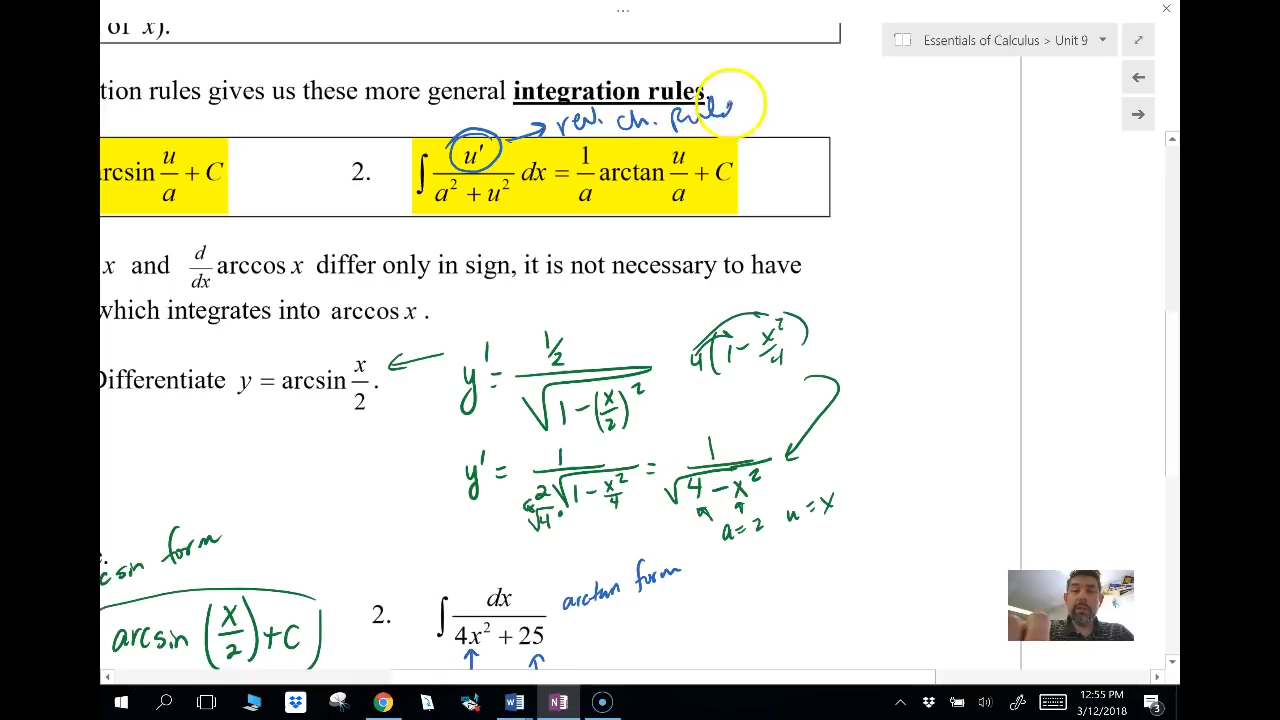 of x).
Essentials of Calculus > Unit 9
tion rules gives us these more general integration rules.
rev. ch. Rule
arcsin u/a + C
2. ∫ u'/(a² + u²) dx = 1/a arctan u/a + C
x and d/dx arccos x differ only in sign, it is not necessary to have
which integrates into arccos x .
Differentiate y = arcsin x/2 .
y' = (1/2)/√(1 − (x/2)²)
4(1 − x²/4)
y' = 1/(2√(1 − x²/4)) = 1/√(4 − x²)
√4
a = 2 u = x
csin form
arcsin (x/2) + C
2. ∫ dx/(4x² + 25)
arctan form
12:55 PM
3/12/2018
3